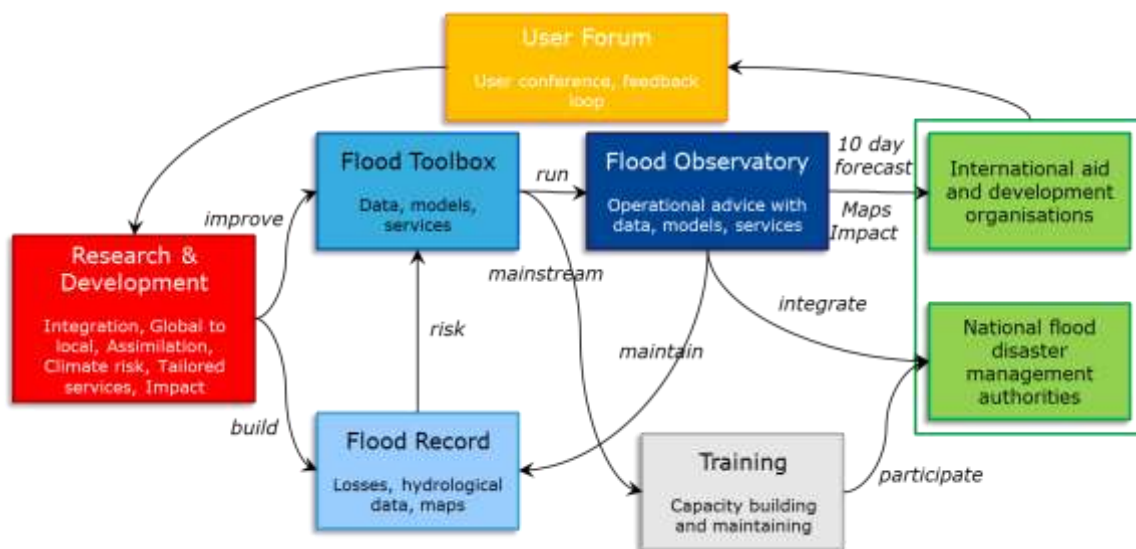 User Forum
User conference, feedback
loop
Flood Toolbox
Data, models,
services
run
Flood Observatory
Operational advice with
data, models, services
10 day
forecast
Maps
Impact
International aid
and development
organisations
improve
Research &
Development
Integration, Global to
local, Assimilation,
Climate risk, Tailored
services, Impact
mainstream
integrate
risk
maintain
National flood
disaster
management
authorities
build
Flood Record
Losses, hydrological
data, maps
Training
Capacity building
and maintaining
participate